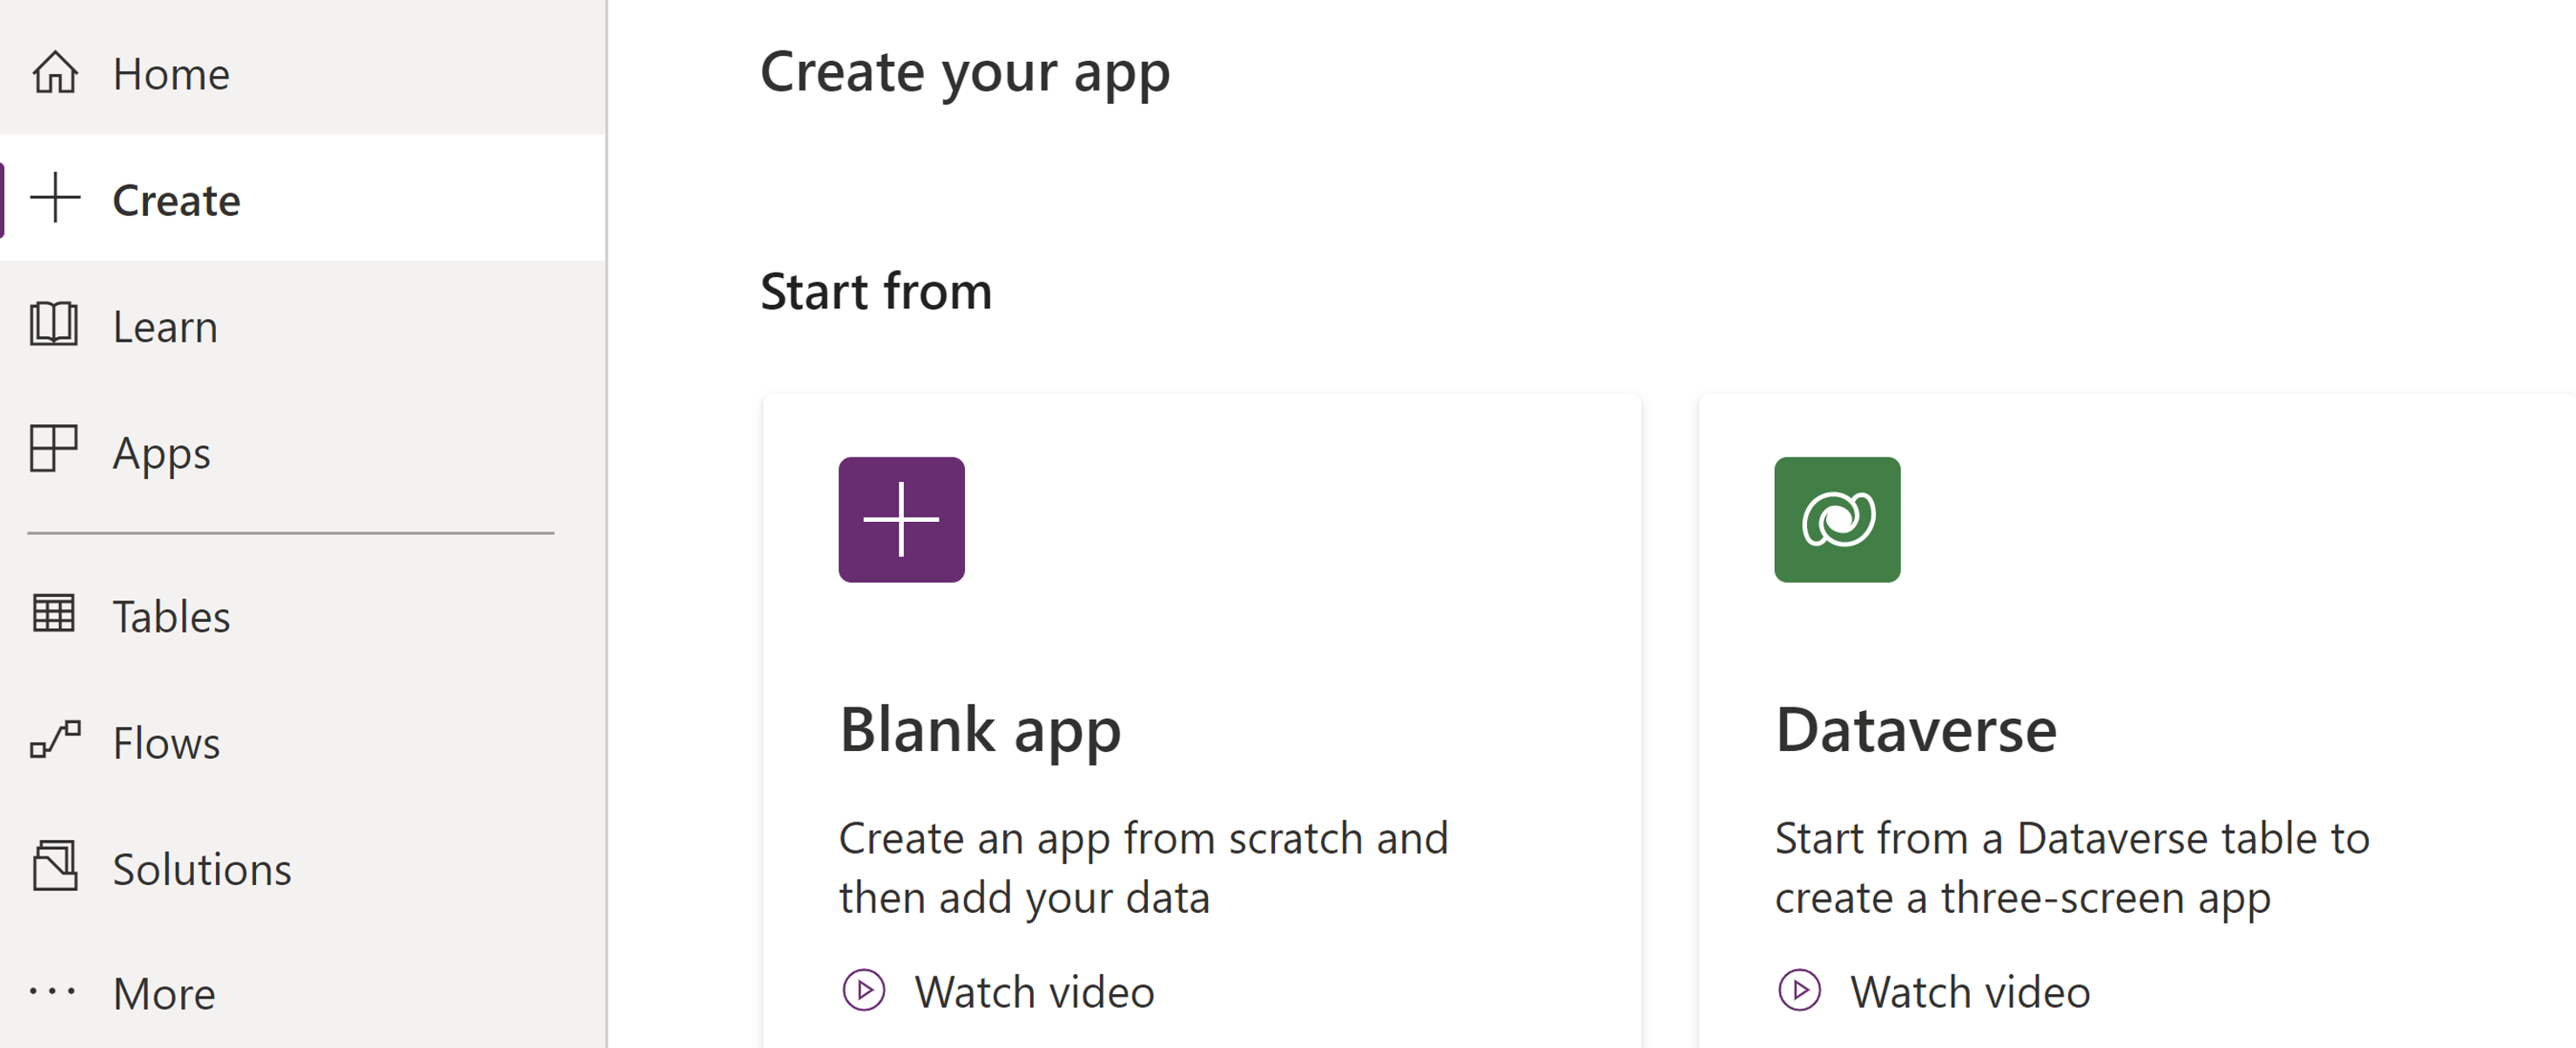 Home
Create
Learn
Apps
Tables
Flows
Solutions
More
Create your app
Start from
Blank app
Create an app from scratch and
then add your data
Watch video
Dataverse
Start from a Dataverse table to
create a three-screen app
Watch video